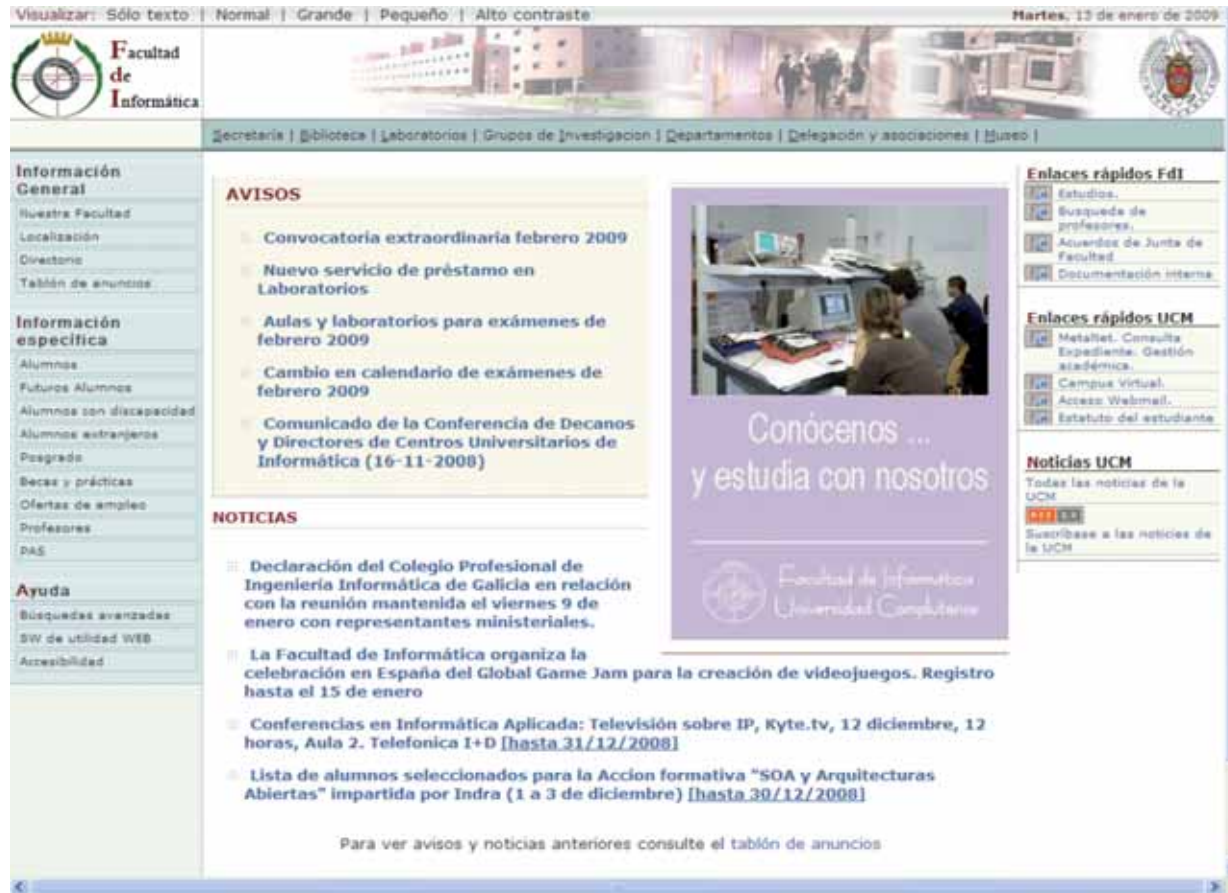 Visualizar: Sólo texto | Normal | Grande | Pequeño | Alto contraste
Martes, 13 de enero de 2009
Facultad
de
Informática
Secretaría | Biblioteca | Laboratorios | Grupos de Investigacion | Departamentos | Delegación y asociaciones | Museo |
Información
General
Nuestra Facultad
Localización
Directorio
Tablón de anuncios
Información
específica
Alumnos
Futuros Alumnos
Alumnos con discapacidad
Alumnos extranjeros
Posgrado
Becas y prácticas
Ofertas de empleo
Profesores
PAS
Ayuda
Búsquedas avanzadas
SW de utilidad WEB
Accesibilidad
AVISOS
Convocatoria extraordinaria febrero 2009
Nuevo servicio de préstamo en
Laboratorios
Aulas y laboratorios para exámenes de
febrero 2009
Cambio en calendario de exámenes de
febrero 2009
Comunicado de la Conferencia de Decanos
y Directores de Centros Universitarios de
Informática (16-11-2008)
NOTICIAS
Declaración del Colegio Profesional de
Ingeniería Informática de Galicia en relación
con la reunión mantenida el viernes 9 de
enero con representantes ministeriales.
La Facultad de Informática organiza la
celebración en España del Global Game Jam para la creación de videojuegos. Registro
hasta el 15 de enero
Conferencias en Informática Aplicada: Televisión sobre IP, Kyte.tv, 12 diciembre, 12
horas, Aula 2. Telefonica I+D [hasta 31/12/2008]
Lista de alumnos seleccionados para la Accion formativa "SOA y Arquitecturas
Abiertas" impartida por Indra (1 a 3 de diciembre) [hasta 30/12/2008]
Para ver avisos y noticias anteriores consulte el tablón de anuncios
Conócenos ...
y estudia con nosotros
Facultad de Informática
Universidad Complutense
Enlaces rápidos FdI
Estudios.
Busqueda de
profesores.
Acuerdos de Junta de
Facultad
Documentación interna
Enlaces rápidos UCM
MetaNet. Consulta
Expediente. Gestión
académica.
Campus Virtual.
Acceso Webmail.
Estatuto del estudiante
Noticias UCM
Todas las noticias de la
UCM
Suscríbase a las noticias de
la UCM